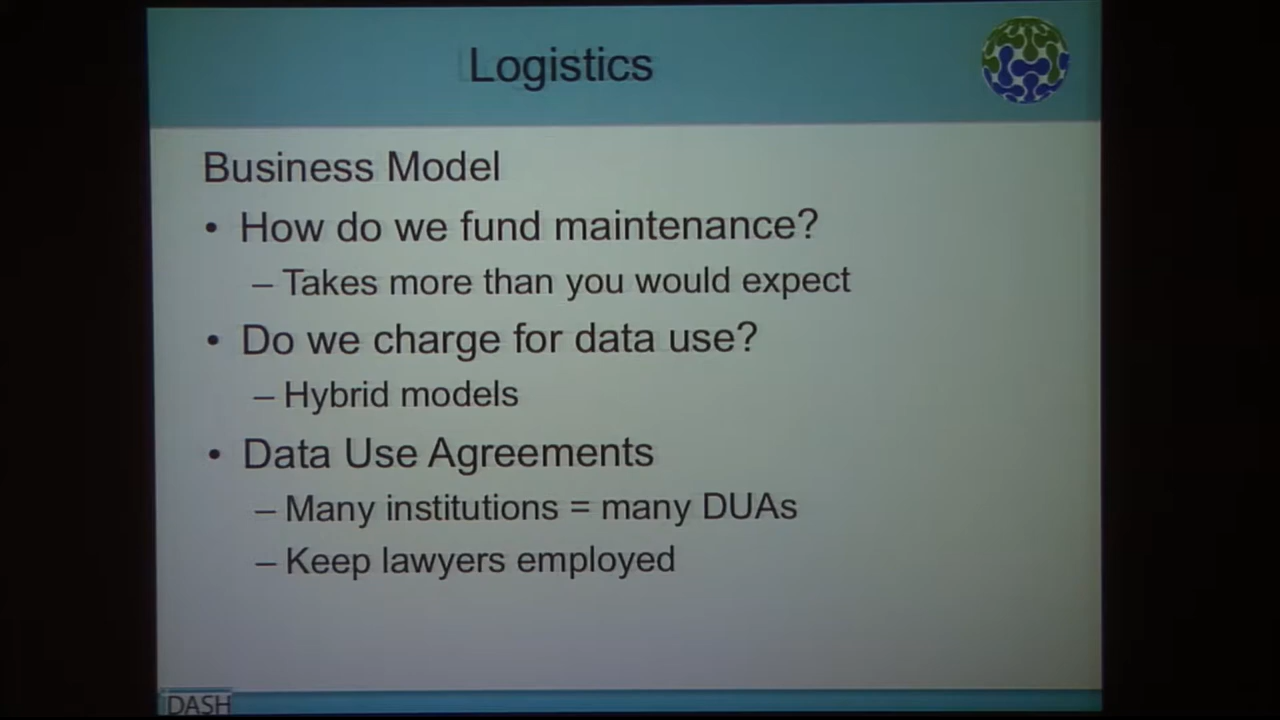 Logistics
Business Model
• How do we fund maintenance?
– Takes more than you would expect
• Do we charge for data use?
– Hybrid models
• Data Use Agreements
– Many institutions = many DUAs
– Keep lawyers employed
iDASH